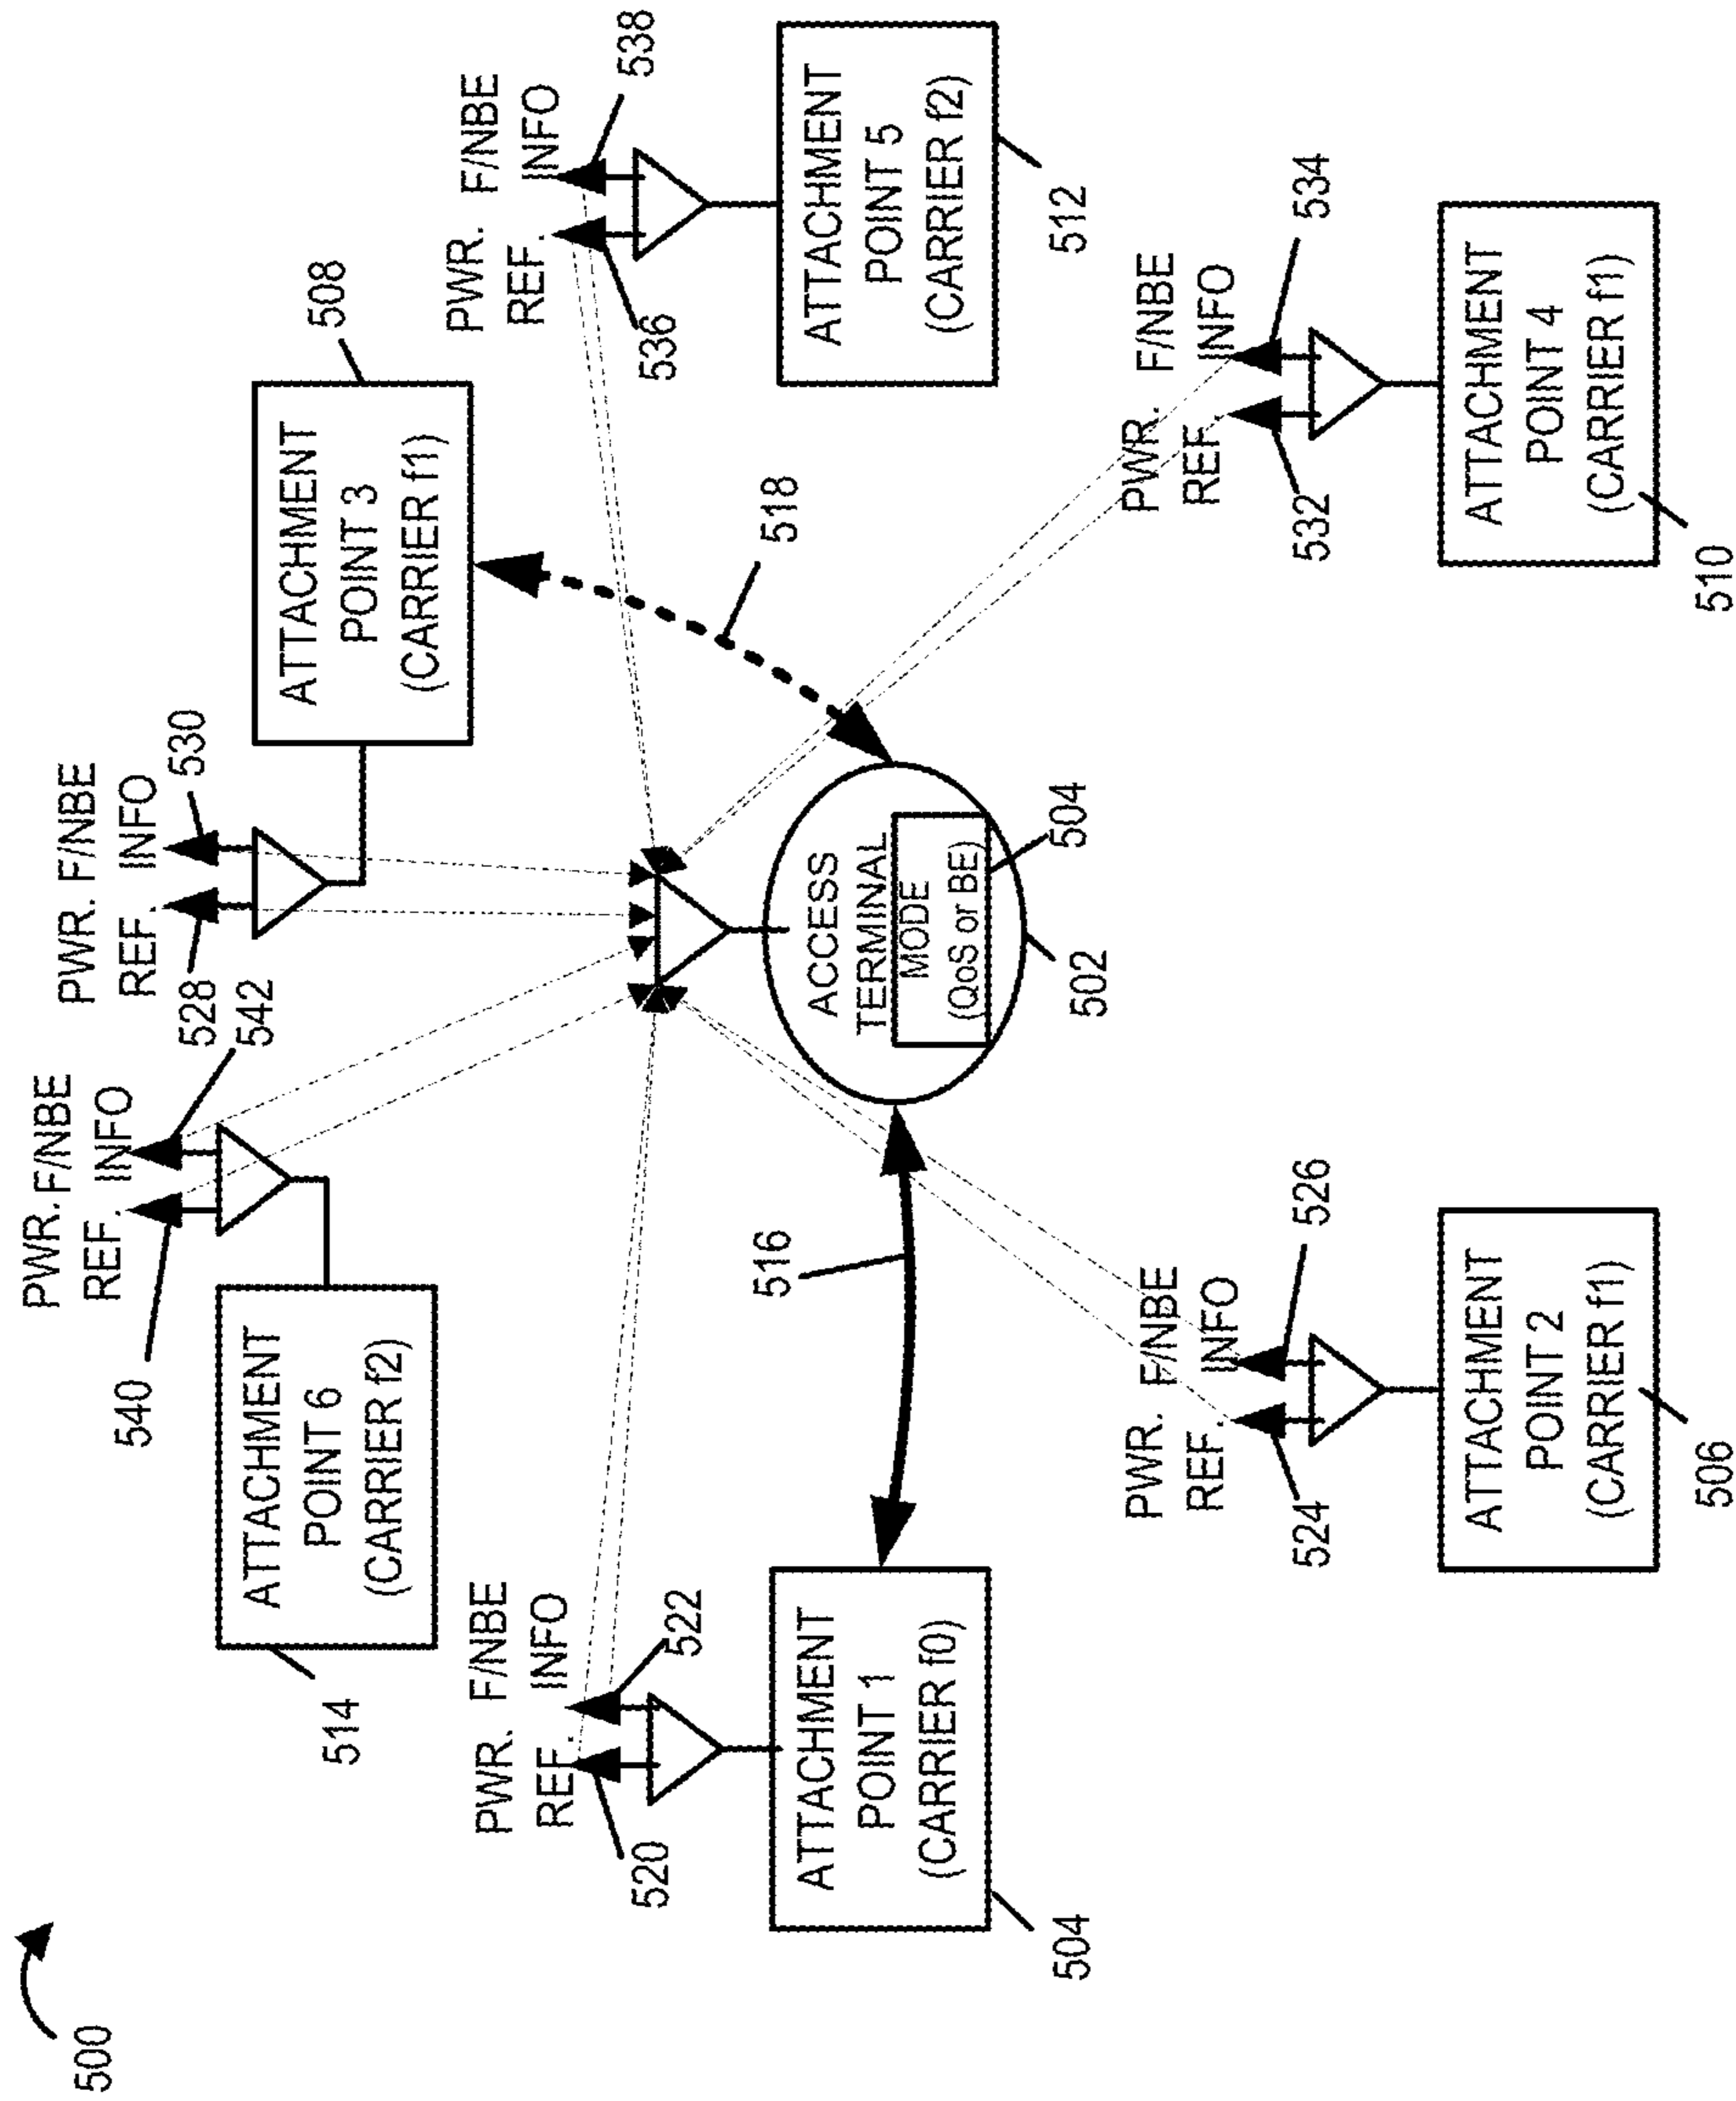 500
PWR. F/NBE
REF. INFO
540
542
ATTACHMENT
POINT 6
(CARRIER f2)
514
PWR. F/NBE
REF. INFO
528
530
ATTACHMENT
POINT 3
(CARRIER f1)
508
PWR. F/NBE
REF. INFO
520
522
ATTACHMENT
POINT 1
(CARRIER f0)
504
516
ACCESS
TERMINAL
MODE
(QoS or BE)
504
502
518
PWR. F/NBE
REF. INFO
536
538
ATTACHMENT
POINT 5
(CARRIER f2)
512
PWR. F/NBE
REF. INFO
524
526
ATTACHMENT
POINT 2
(CARRIER f1)
506
PWR. F/NBE
REF. INFO
532
534
ATTACHMENT
POINT 4
(CARRIER f1)
510